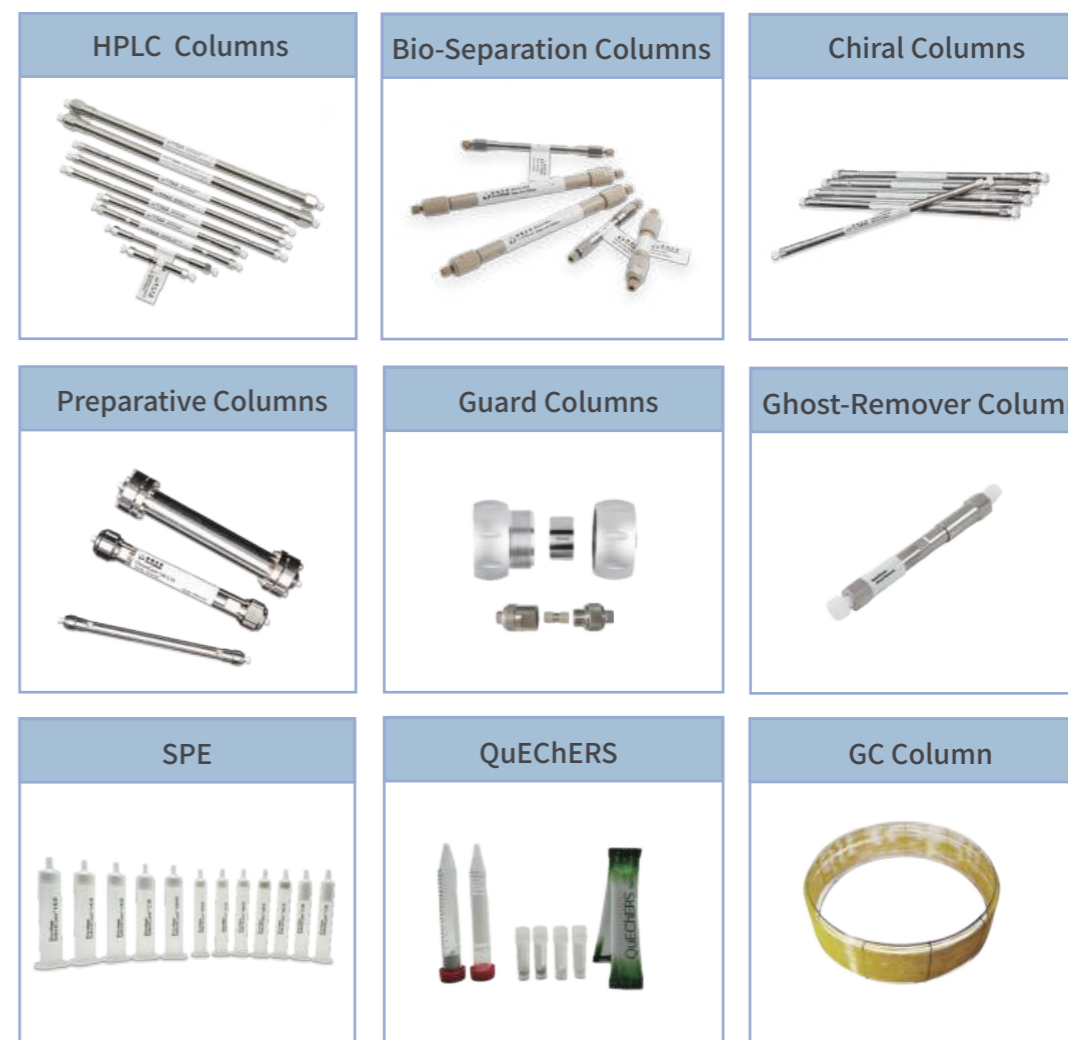 HPLC Columns
Bio-Separation Columns
Chiral Columns
Preparative Columns
Guard Columns
Ghost-Remover Colum
SPE
QuEChERS
GC Column
QuEChERS